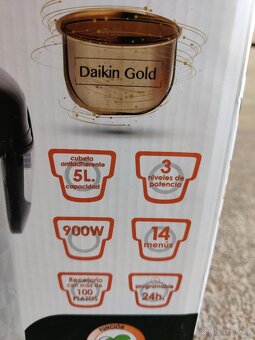 Daikin Gold
cubeta
antiadherente
5L.
capacidad
3
niveles de
potencia
900W
14
menús
Recetario
con más de
100
PLATOS
programable
24h.
FUNCIÓN